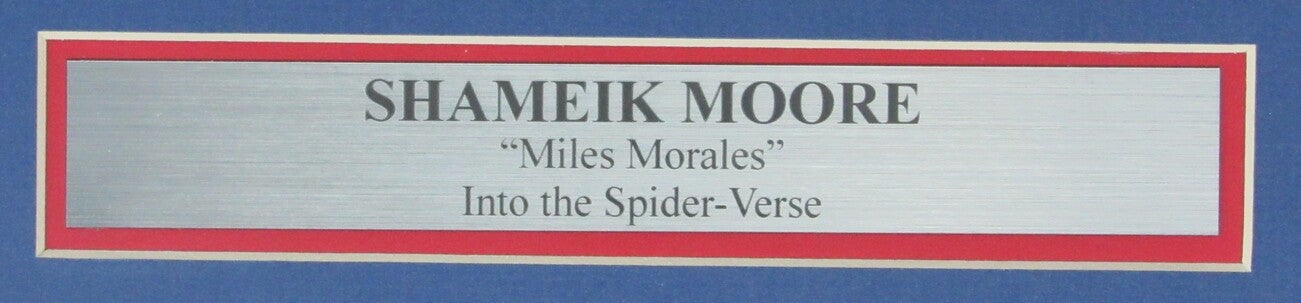 SHAMEIK MOORE
“Miles Morales”
Into the Spider-Verse